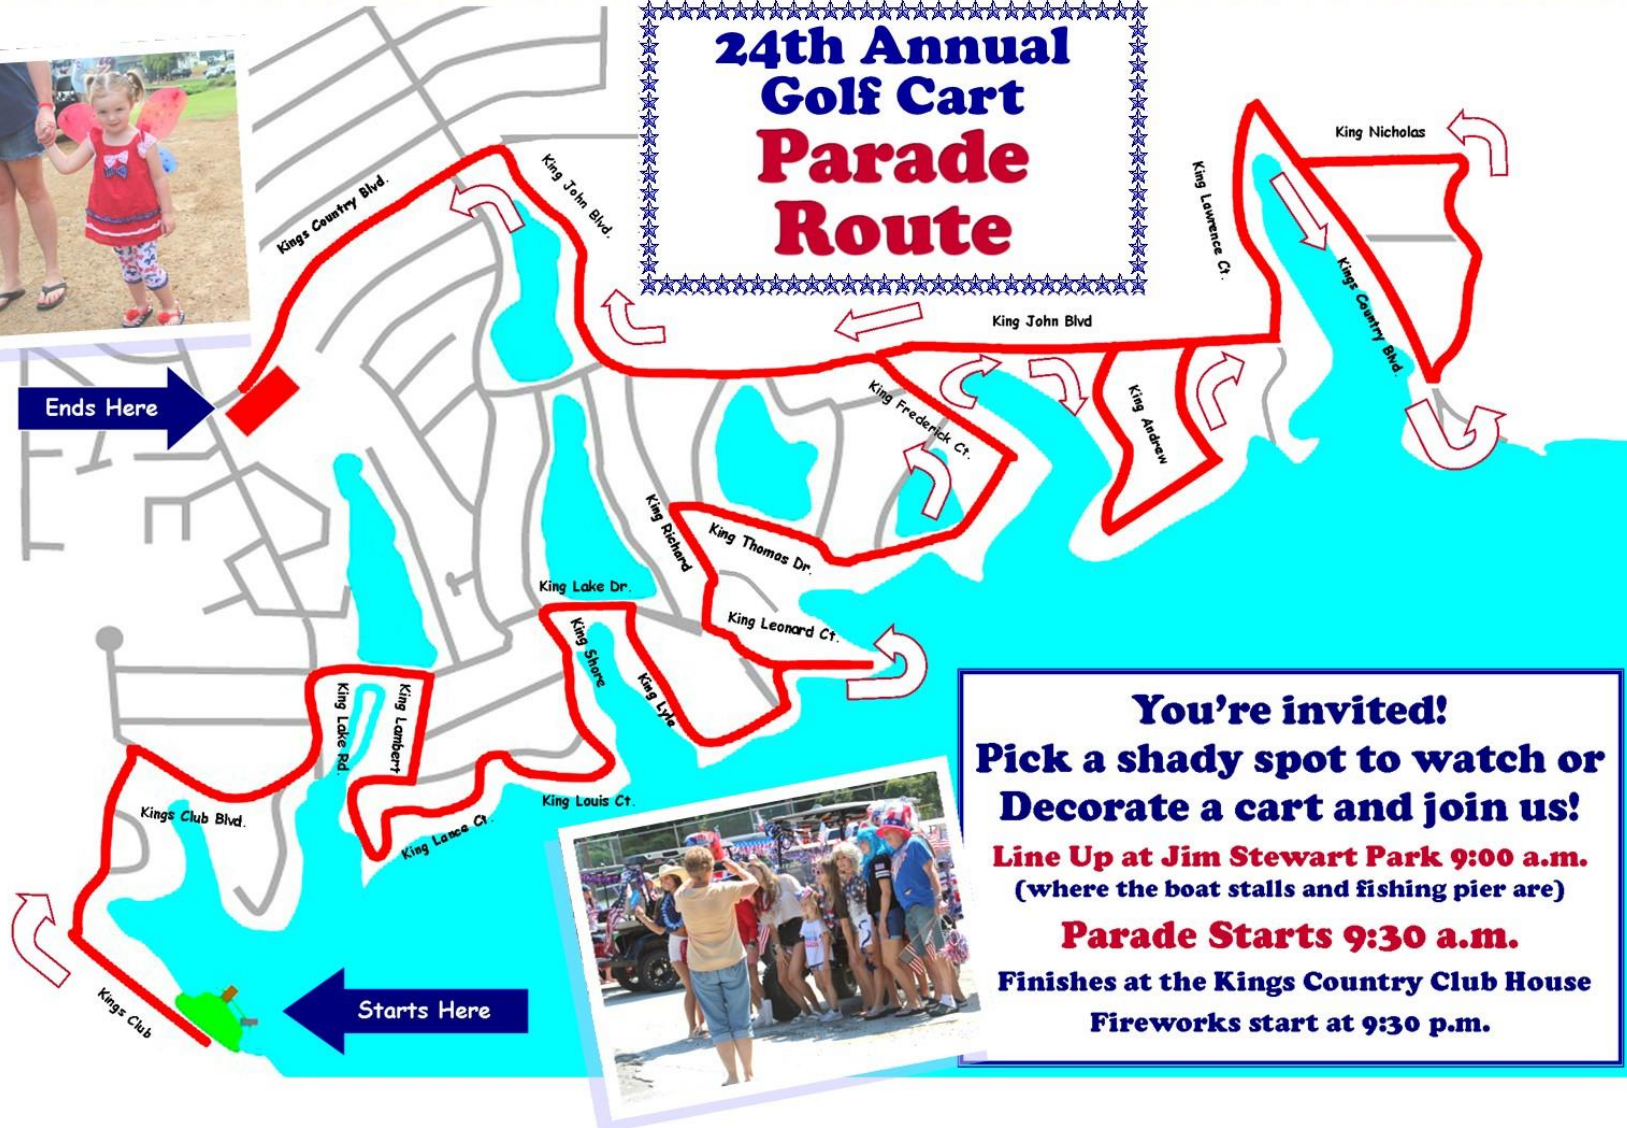 24th Annual
Golf Cart
Parade
Route
King Nicholas
King Lawrence Ct.
Kings Country Blvd.
King John Blvd.
Kings Country Blvd.
King John Blvd
King Andrew
King Frederick Ct.
Ends Here
King Richard
King Thomas Dr.
King Lake Dr.
King Leonard Ct.
King Shore
King Lyle
King Lake Rd.
King Lambert
King Louis Ct.
King Lance Ct.
Kings Club Blvd.
Kings Club
Starts Here
You're invited!
Pick a shady spot to watch or
Decorate a cart and join us!
Line Up at Jim Stewart Park 9:00 a.m.
(where the boat stalls and fishing pier are)
Parade Starts 9:30 a.m.
Finishes at the Kings Country Club House
Fireworks start at 9:30 p.m.